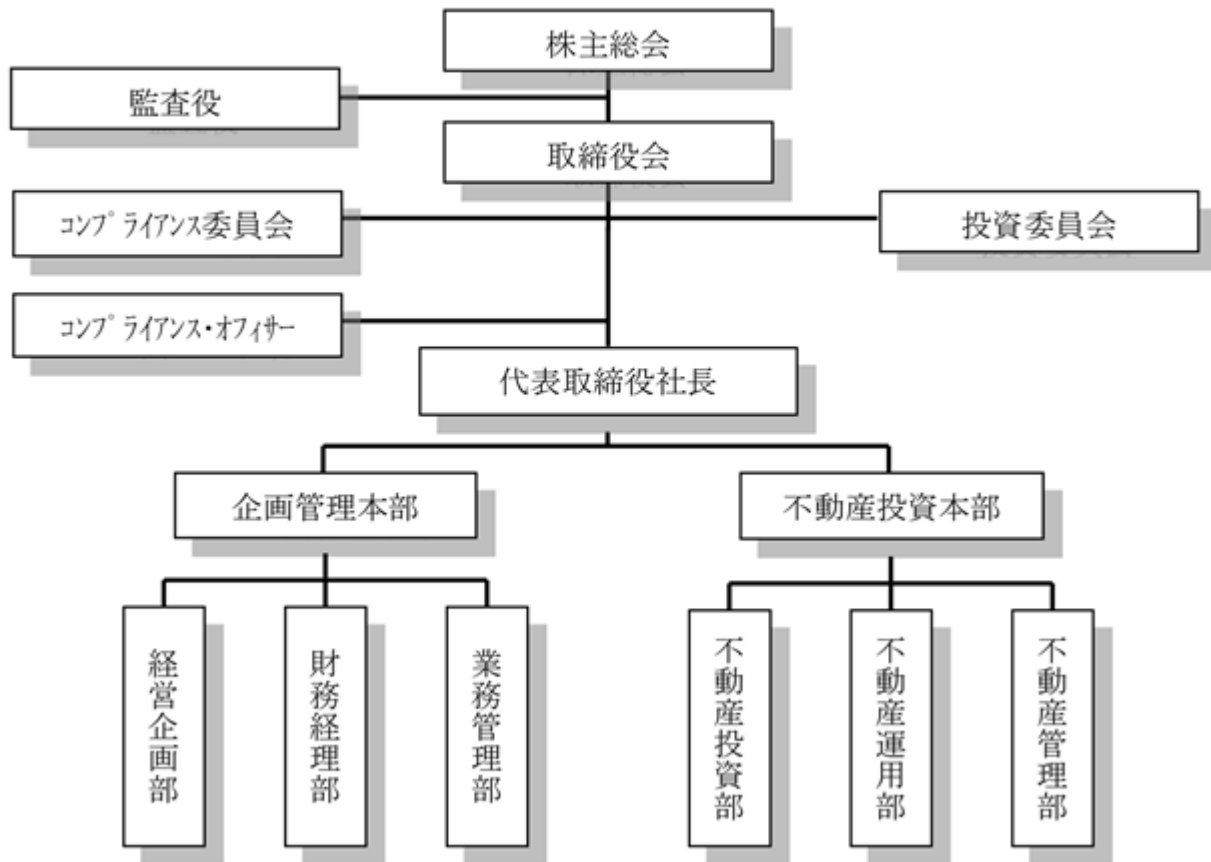 株主総会
監査役
取締役会
ｺﾝﾌﾟﾗｲｱﾝｽ委員会
投資委員会
ｺﾝﾌﾟﾗｲｱﾝｽ・ｵﾌｨｻｰ
代表取締役社長
企画管理本部
不動産投資本部
経営企画部
財務経理部
業務管理部
不動産投資部
不動産運用部
不動産管理部